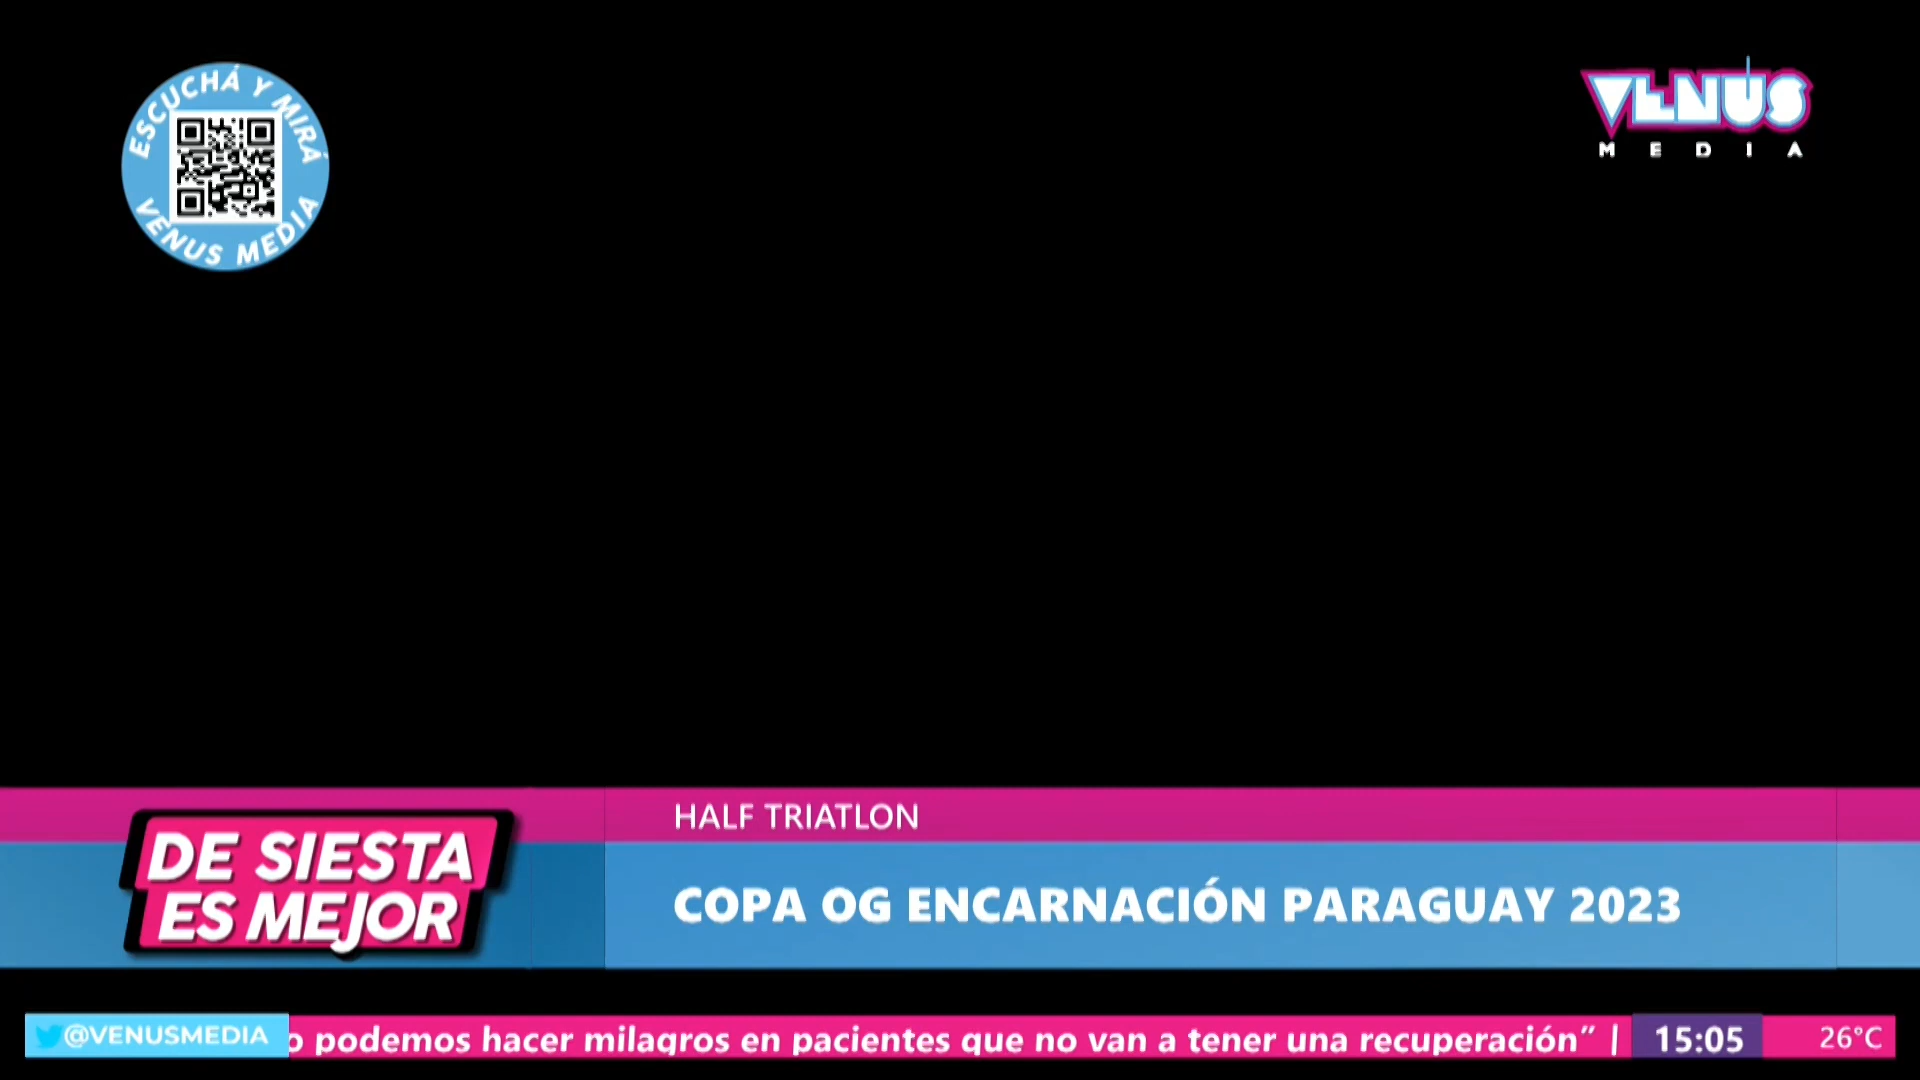 ESCUCHÁ Y MIRÁ
VENUS MEDIA
VENUS
MEDIA
HALF TRIATLON
DE SIESTA
ES MEJOR
COPA OG ENCARNACIÓN PARAGUAY 2023
@VENUSMEDIA
o podemos hacer milagros en pacientes que no van a tener una recuperación” |
15:05
26°C